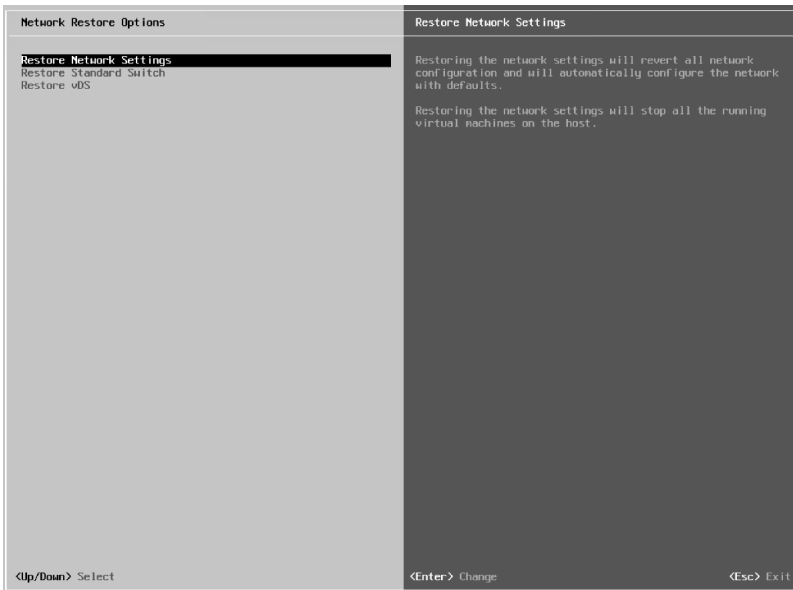 Network Restore Options
Restore Network Settings
Restore Standard Switch
Restore vDS
<Up/Down> Select
Restore Network Settings
Restoring the network settings will revert all network
configuration and will automatically configure the network
with defaults.
Restoring the network settings will stop all the running
virtual machines on the host.
<Enter> Change
<Esc> Exit